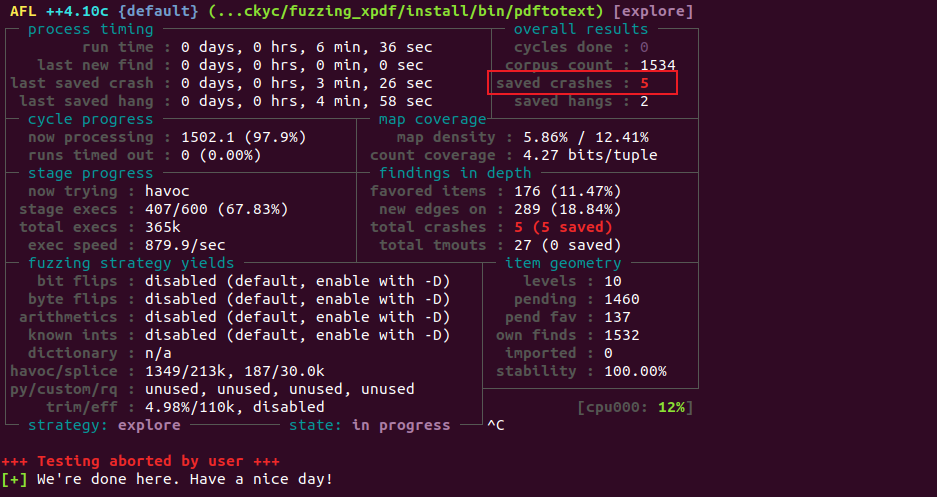 AFL ++4.10c {default} (...ckyc/fuzzing_xpdf/install/bin/pdftotext) [explore]
process timing overall results
run time : 0 days, 0 hrs, 6 min, 36 sec cycles done : 0
last new find : 0 days, 0 hrs, 0 min, 0 sec corpus count : 1534
last saved crash : 0 days, 0 hrs, 3 min, 26 sec saved crashes : 5
last saved hang : 0 days, 0 hrs, 4 min, 58 sec saved hangs : 2
cycle progress map coverage
now processing : 1502.1 (97.9%) map density : 5.86% / 12.41%
runs timed out : 0 (0.00%) count coverage : 4.27 bits/tuple
stage progress findings in depth
now trying : havoc favored items : 176 (11.47%)
stage execs : 407/600 (67.83%) new edges on : 289 (18.84%)
total execs : 365k total crashes : 5 (5 saved)
exec speed : 879.9/sec total tmouts : 27 (0 saved)
fuzzing strategy yields item geometry
bit flips : disabled (default, enable with -D) levels : 10
byte flips : disabled (default, enable with -D) pending : 1460
arithmetics : disabled (default, enable with -D) pend fav : 137
known ints : disabled (default, enable with -D) own finds : 1532
dictionary : n/a imported : 0
havoc/splice : 1349/213k, 187/30.0k stability : 100.00%
py/custom/rq : unused, unused, unused, unused
trim/eff : 4.98%/110k, disabled [cpu000: 12%]
strategy: explore state: in progress ^C
+++ Testing aborted by user +++
[+] We're done here. Have a nice day!